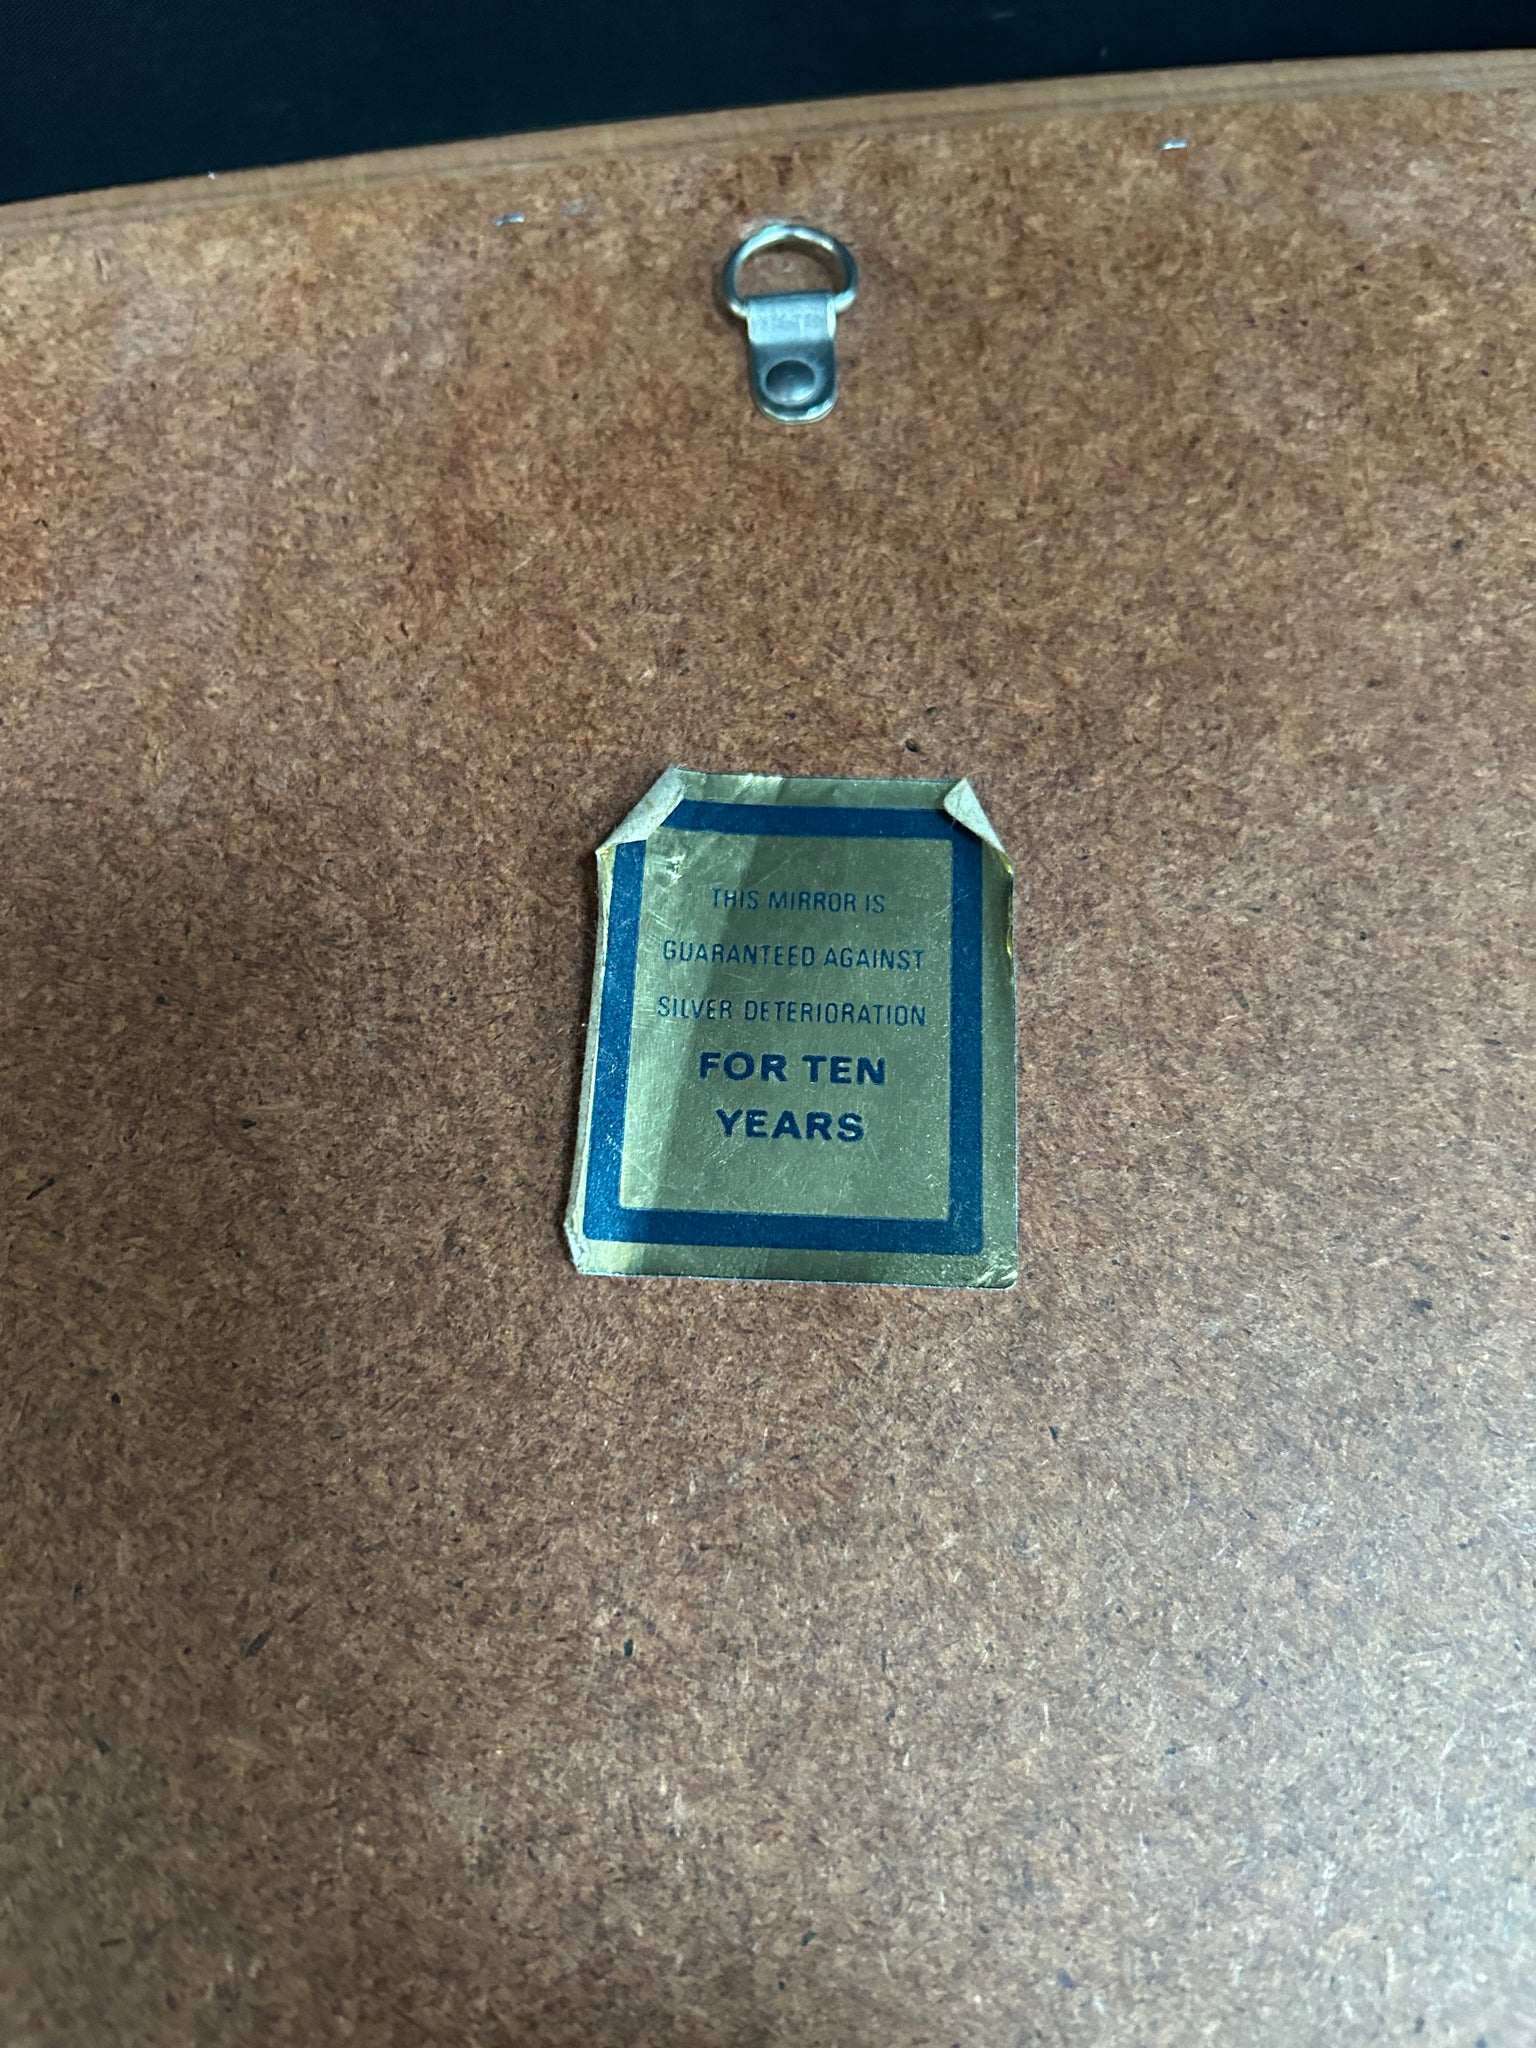 THIS MIRROR IS
GUARANTEED AGAINST
SILVER DETERIORATION
FOR TEN
YEARS